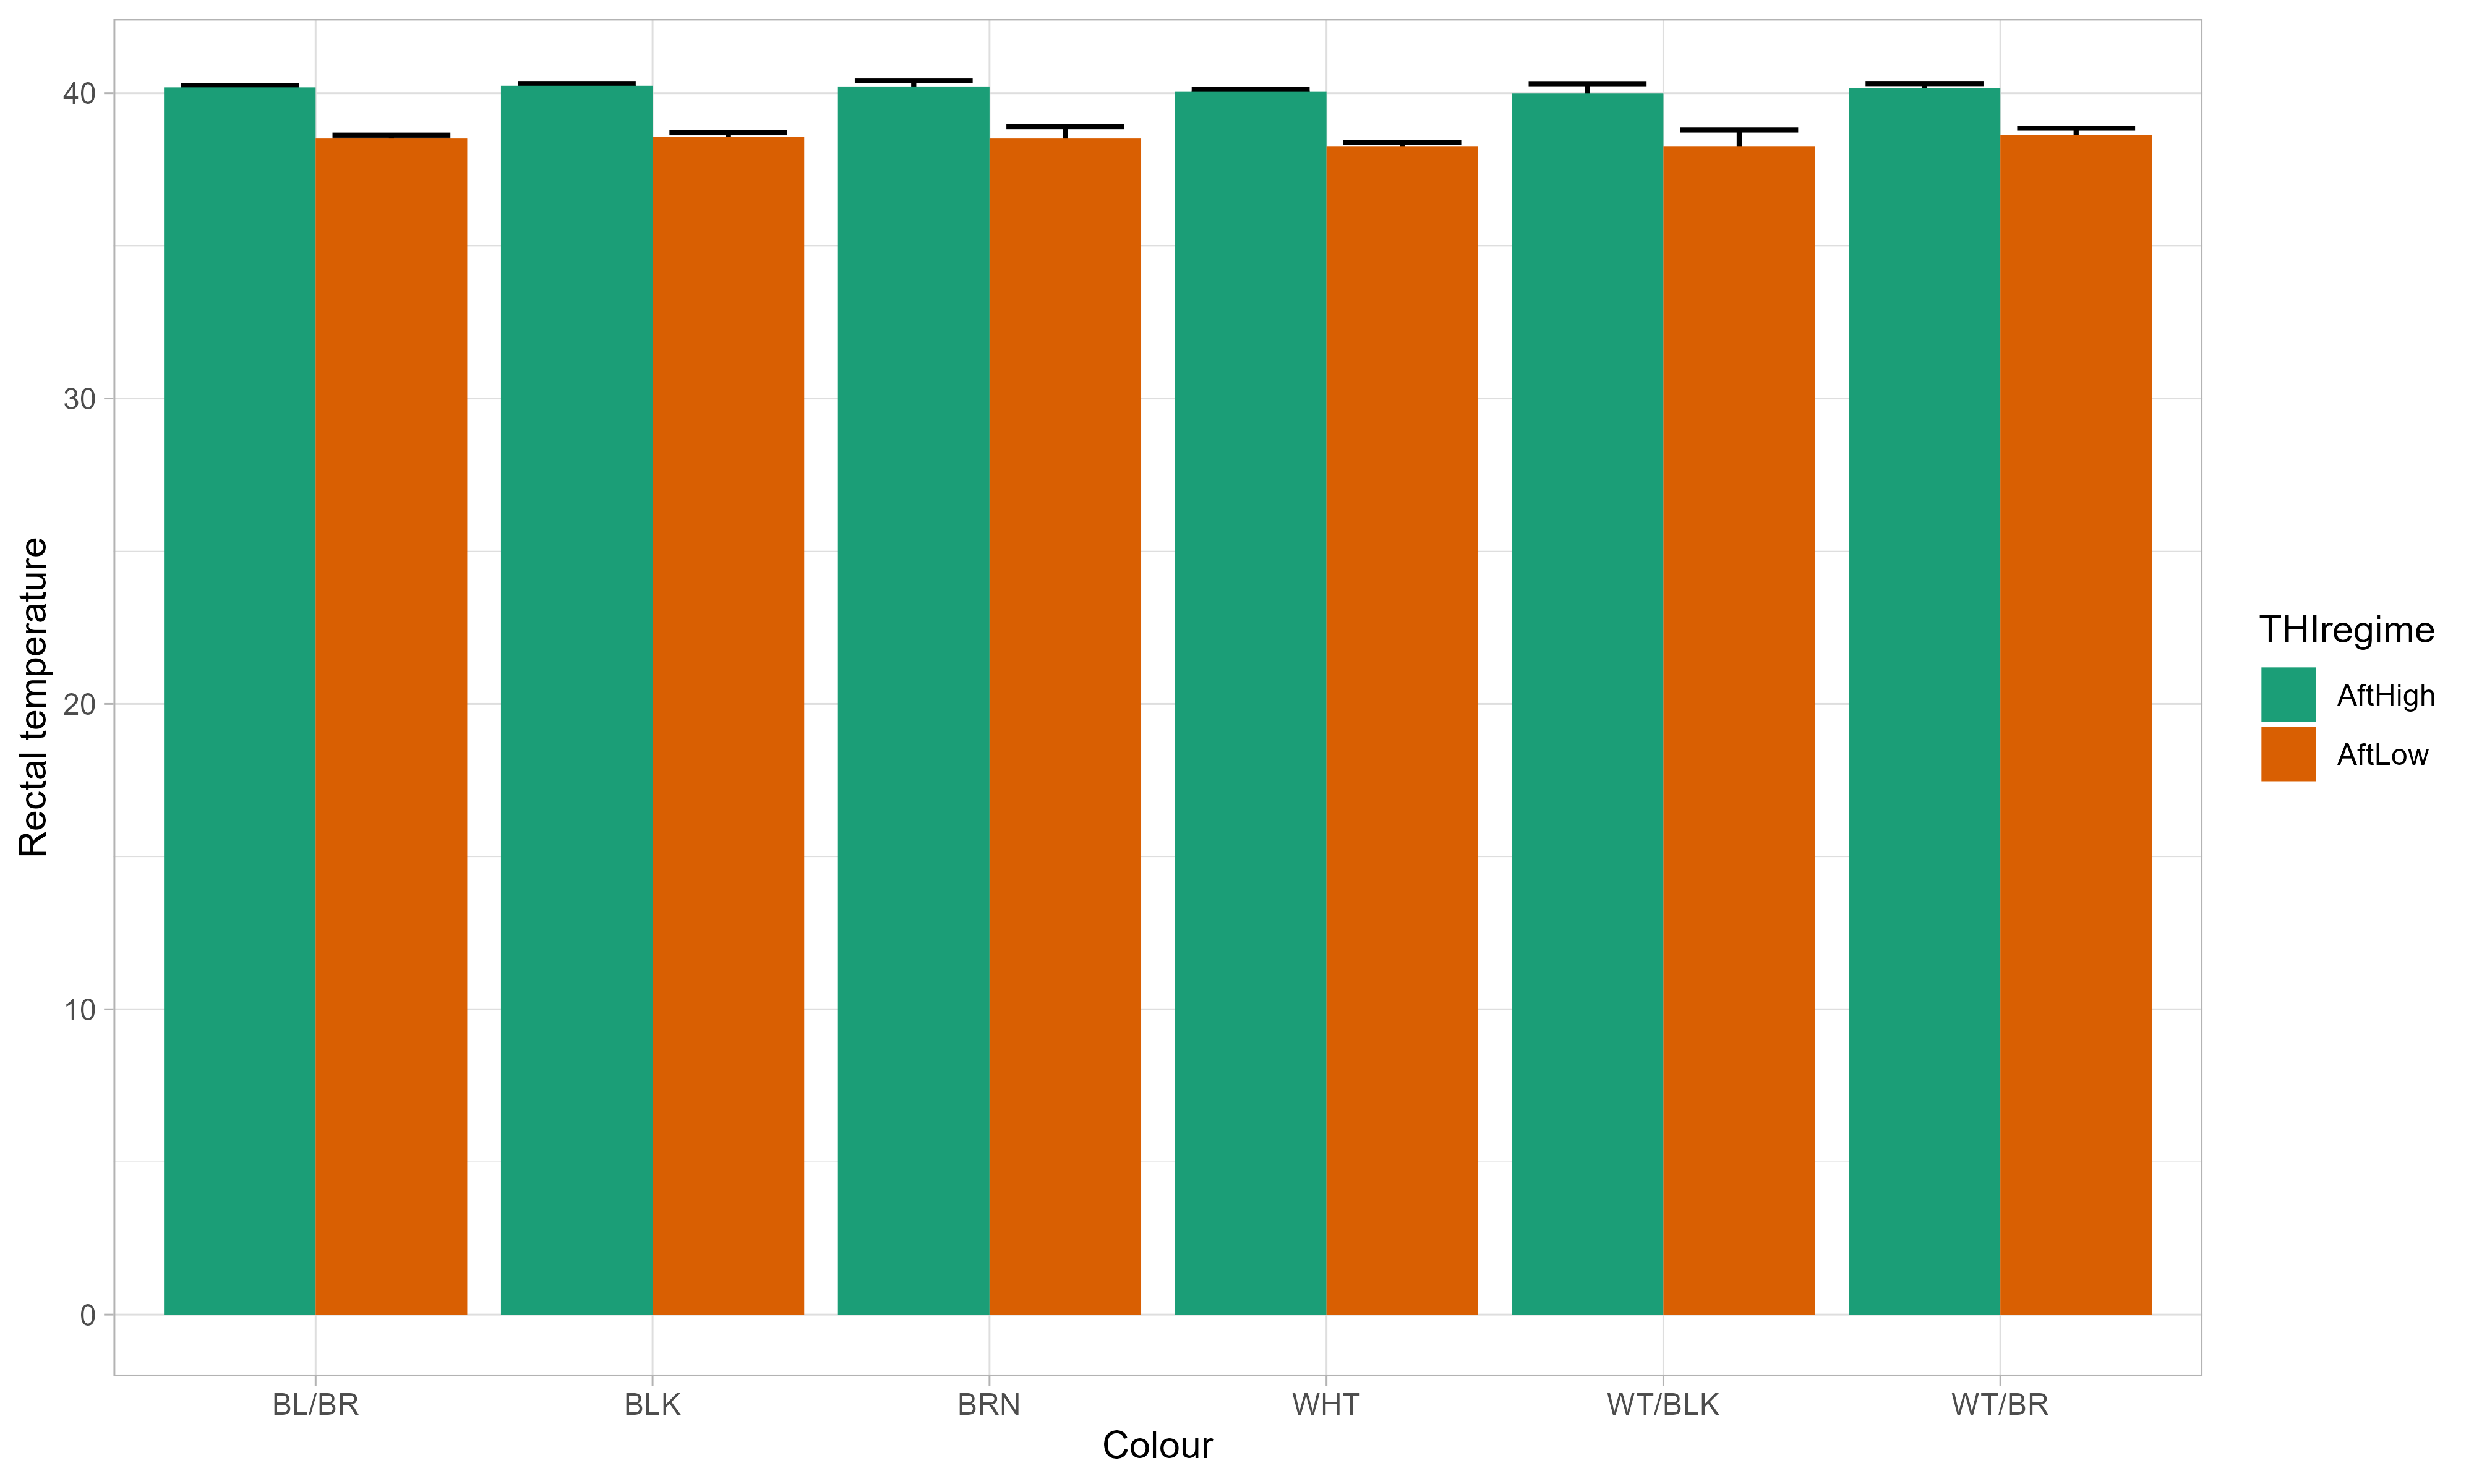 40
30
20
10
0
Rectal temperature
BL/BR
BLK
BRN
WHT
WT/BLK
WT/BR
Colour
THIregime
AftHigh
AftLow